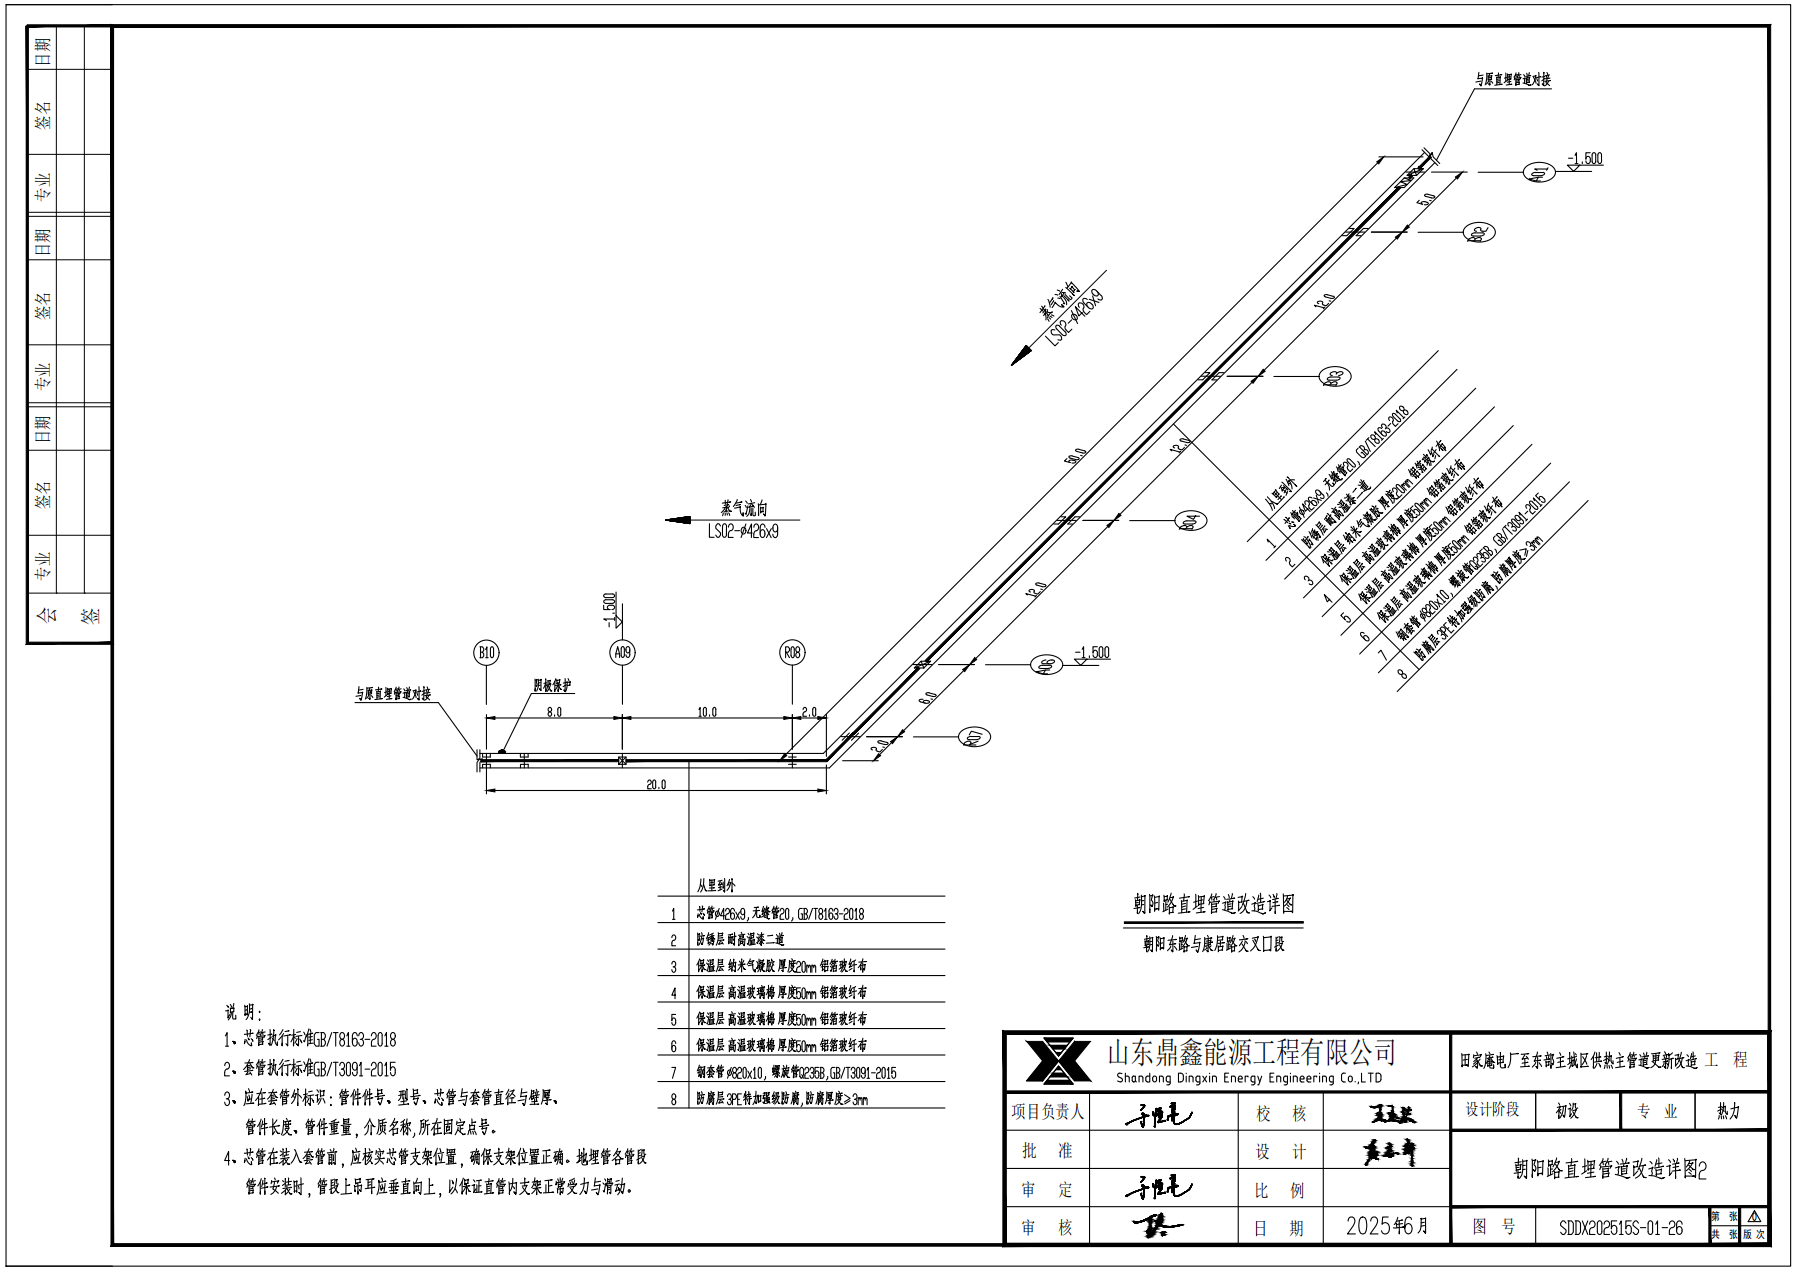 与原直埋管道对接
A01
-1.500
5.0
B02
12.0
蒸气流向
LS02-ø426x9
B03
12.0
50.0
从里到外
1 芯管ø426x9,无缝管20, GB/T8163-2018
2 防锈层 耐高温漆二道
3 保温层 纳米气凝胶 厚度20mm 铝箔玻纤布
4 保温层 高温玻璃棉 厚度50mm 铝箔玻纤布
5 保温层 高温玻璃棉 厚度50mm 铝箔玻纤布
6 保温层 高温玻璃棉 厚度50mm 铝箔玻纤布
7 钢套管 ø820x10, 螺旋管Q235B, GB/T3091-2015
8 防腐层 3PE特加强级防腐,防腐厚度≥3mm
B04
12.0
蒸气流向
LS02-ø426x9
A06
-1.500
6.0
R07
2.0
B10
A09
-1.500
R08
与原直埋管道对接
阴极保护
8.0
10.0
2.0
20.0
从里到外
1 芯管ø426x9,无缝管20, GB/T8163-2018
2 防锈层 耐高温漆二道
3 保温层 纳米气凝胶 厚度20mm 铝箔玻纤布
4 保温层 高温玻璃棉 厚度50mm 铝箔玻纤布
5 保温层 高温玻璃棉 厚度50mm 铝箔玻纤布
6 保温层 高温玻璃棉 厚度50mm 铝箔玻纤布
7 钢套管 ø820x10, 螺旋管Q235B,GB/T3091-2015
8 防腐层 3PE特加强级防腐,防腐厚度≥3mm
朝阳路直埋管道改造详图
朝阳东路与康居路交叉口段
说 明:
1、芯管执行标准GB/T8163-2018
2、套管执行标准GB/T3091-2015
3、应在套管外标识:管件件号、型号、芯管与套管直径与壁厚、
管件长度、管件重量,介质名称,所在固定点号。
4、芯管在装入套管前,应核实芯管支架位置,确保支架位置正确。地埋管各管段
管件安装时,管段上吊耳应垂直向上,以保证直管内支架正常受力与滑动。
日期
签名
专业
日期
签名
专业
日期
签名
专业
会 签
山东鼎鑫能源工程有限公司
Shandong Dingxin Energy Engineering Co.,LTD
田家庵电厂至东部主城区供热主管道更新改造 工 程
项目负责人
校 核
设计阶段 初设 专 业 热力
批 准
设 计
朝阳路直埋管道改造详图2
审 定
比 例
审 核
日 期 2025年6月
图 号 SDDX202515S-01-26
第 张
共 张
版 次